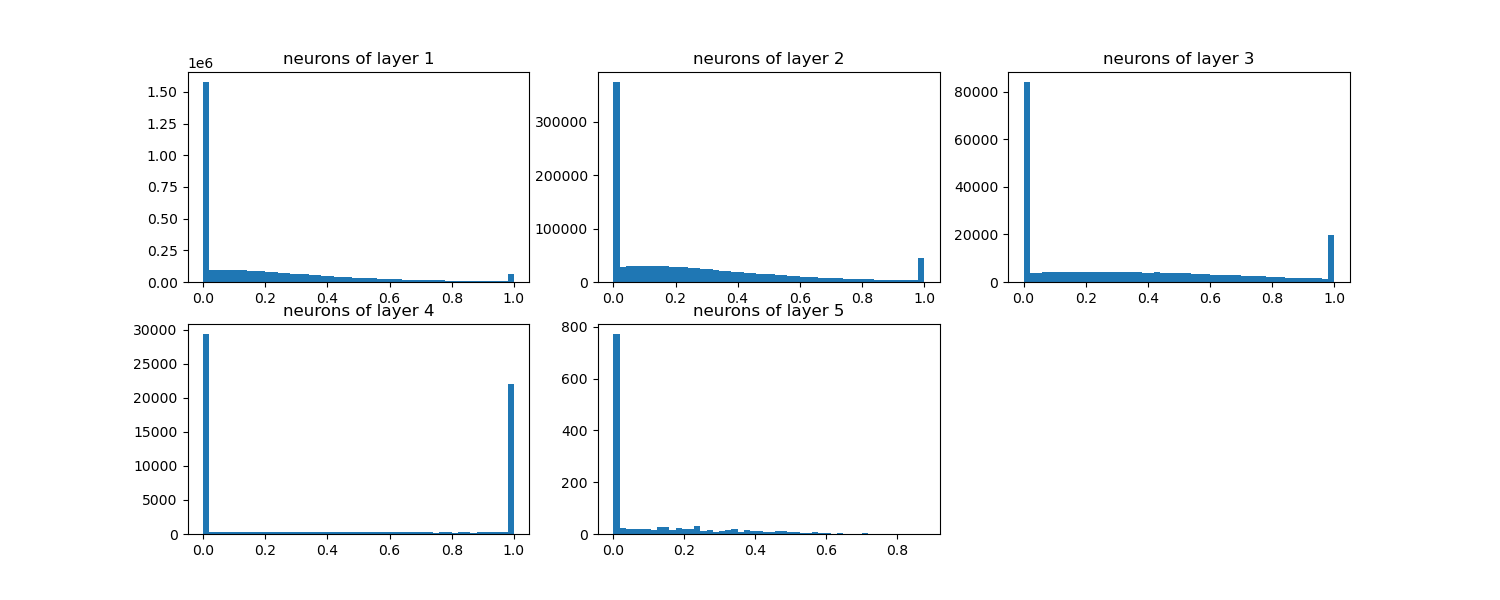 neurons of layer 1
1e6
1.50
1.25
1.00
0.75
0.50
0.25
0.00
0.0 0.2 0.4 0.6 0.8 1.0
neurons of layer 2
300000
200000
100000
0
0.0 0.2 0.4 0.6 0.8 1.0
neurons of layer 3
80000
60000
40000
20000
0
0.0 0.2 0.4 0.6 0.8 1.0
neurons of layer 4
30000
25000
20000
15000
10000
5000
0
0.0 0.2 0.4 0.6 0.8 1.0
neurons of layer 5
800
600
400
200
0
0.0 0.2 0.4 0.6 0.8